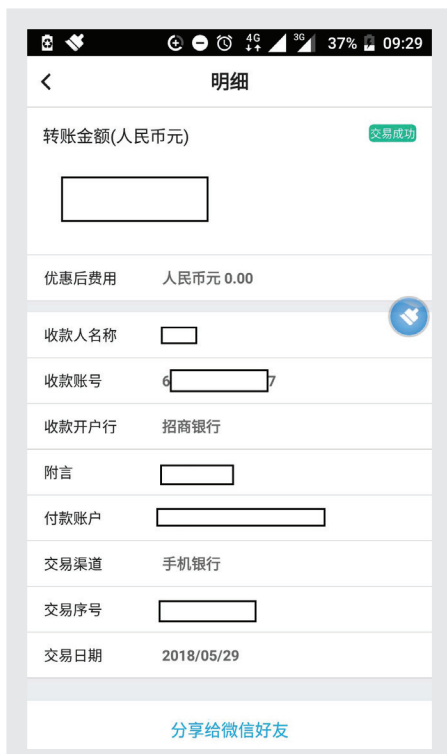 4G 3G 37% 09:29
明细
转账金额(人民币元)
交易成功
优惠后费用 人民币元 0.00
收款人名称
收款账号 6 7
收款开户行 招商银行
附言
付款账户
交易渠道 手机银行
交易序号
交易日期 2018/05/29
分享给微信好友